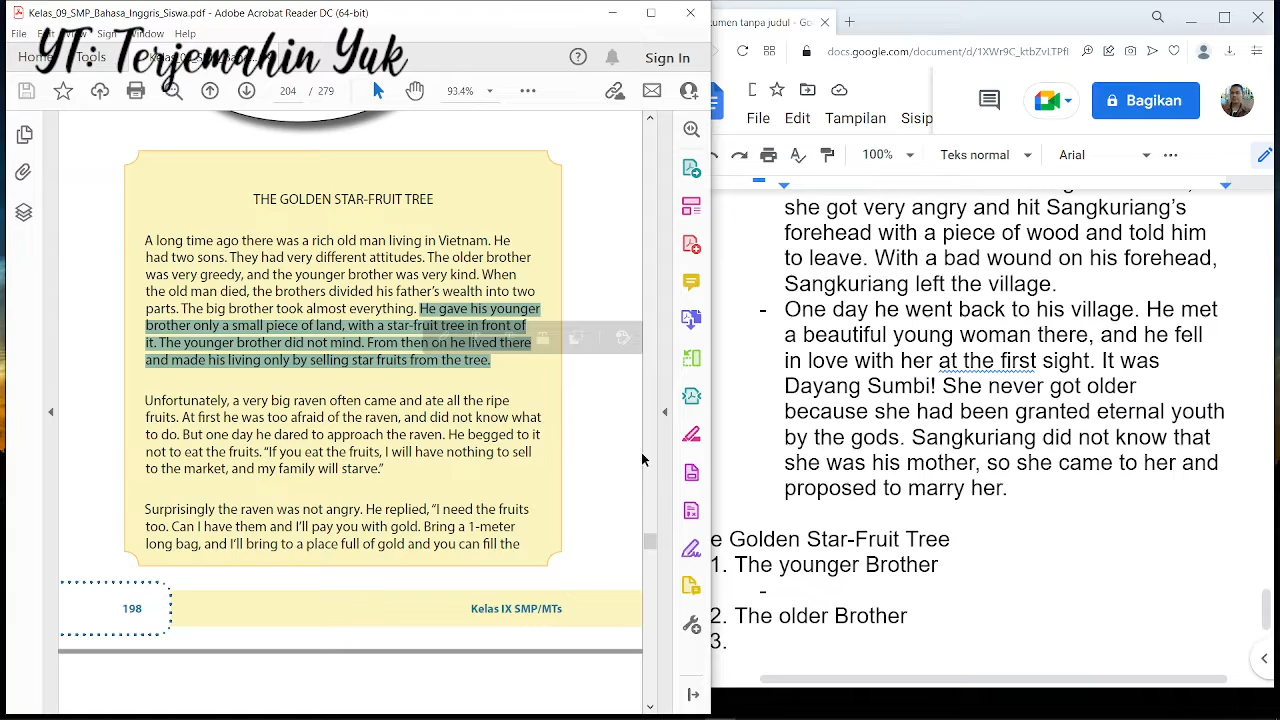 Kelas_09_SMP_Bahasa_Inggris_Siswa.pdf - Adobe Acrobat Reader DC (64-bit)
File Sign Window Help
YT: Terjemahin Yuk
Home Tools
Sign In
204 / 279
93.4%
THE GOLDEN STAR-FRUIT TREE
A long time ago there was a rich old man living in Vietnam. He
had two sons. They had very different attitudes. The older brother
was very greedy, and the younger brother was very kind. When
the old man died, the brothers divided his father's wealth into two
parts. The big brother took almost everything. He gave his younger
brother only a small piece of land, with a star-fruit tree in front of
it. The younger brother did not mind. From then on he lived there
and made his living only by selling star fruits from the tree.
Unfortunately, a very big raven often came and ate all the ripe
fruits. At first he was too afraid of the raven, and did not know what
to do. But one day he dared to approach the raven. He begged to it
not to eat the fruits. "If you eat the fruits, I will have nothing to sell
to the market, and my family will starve."
Surprisingly the raven was not angry. He replied, "I need the fruits
too. Can I have them and I'll pay you with gold. Bring a 1-meter
long bag, and I'll bring to a place full of gold and you can fill the
198
Kelas IX SMP/MTs
umen tanpa judul - Go
docs.google.com/document/d/1XWr9C_ktbZvLTPfl
Bagikan
File Edit Tampilan Sisip
100% Teks normal Arial
she got very angry and hit Sangkuriang's
forehead with a piece of wood and told him
to leave. With a bad wound on his forehead,
Sangkuriang left the village.
- One day he went back to his village. He met
a beautiful young woman there, and he fell
in love with her at the first sight. It was
Dayang Sumbi! She never got older
because she had been granted eternal youth
by the gods. Sangkuriang did not know that
she was his mother, so she came to her and
proposed to marry her.
e Golden Star-Fruit Tree
1. The younger Brother
-
2. The older Brother
3.